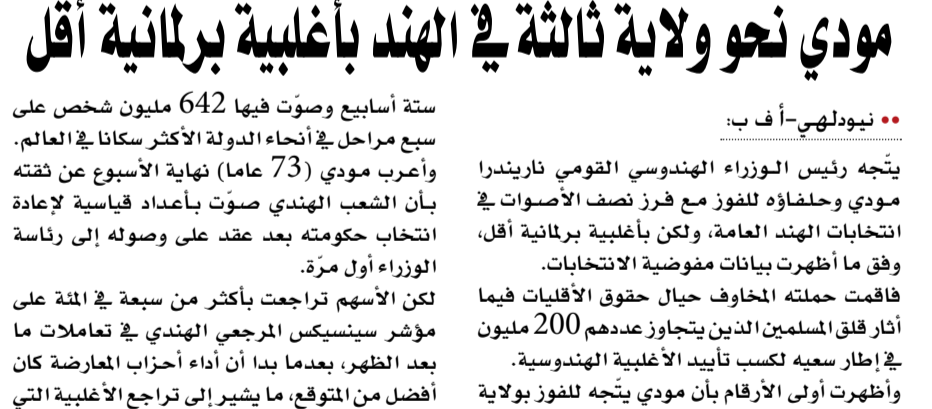 مودي نحو ولاية ثالثة في الهند بأغلبية برلمانية أقل
•• نيودلهي-أ ف ب:
يتّجه رئيس الوزراء الهندوسي القومي ناريندرا
مودي وحلفاؤه للفوز مع فرز نصف الأصوات في
انتخابات الهند العامة، ولكن بأغلبية برلمانية أقل،
وفق ما أظهرت بيانات مفوضية الانتخابات.
فاقمت حملته المخاوف حيال حقوق الأقليات فيما
أثار قلق المسلمين الذين يتجاوز عددهم 200 مليون
في إطار سعيه لكسب تأييد الأغلبية الهندوسية.
وأظهرت أولى الأرقام بأن مودي يتّجه للفوز بولاية
ستة أسابيع وصوّت فيها 642 مليون شخص على
سبع مراحل في أنحاء الدولة الأكثر سكانا في العالم.
وأعرب مودي (73 عاما) نهاية الأسبوع عن ثقته
بأن الشعب الهندي صوّت بأعداد قياسية لإعادة
انتخاب حكومته بعد عقد على وصوله إلى رئاسة
الوزراء أول مرّة.
لكن الأسهم تراجعت بأكثر من سبعة في المئة على
مؤشر سينسيكس المرجعي الهندي في تعاملات ما
بعد الظهر، بعدما بدا أن أداء أحزاب المعارضة كان
أفضل من المتوقع، ما يشير إلى تراجع الأغلبية التي